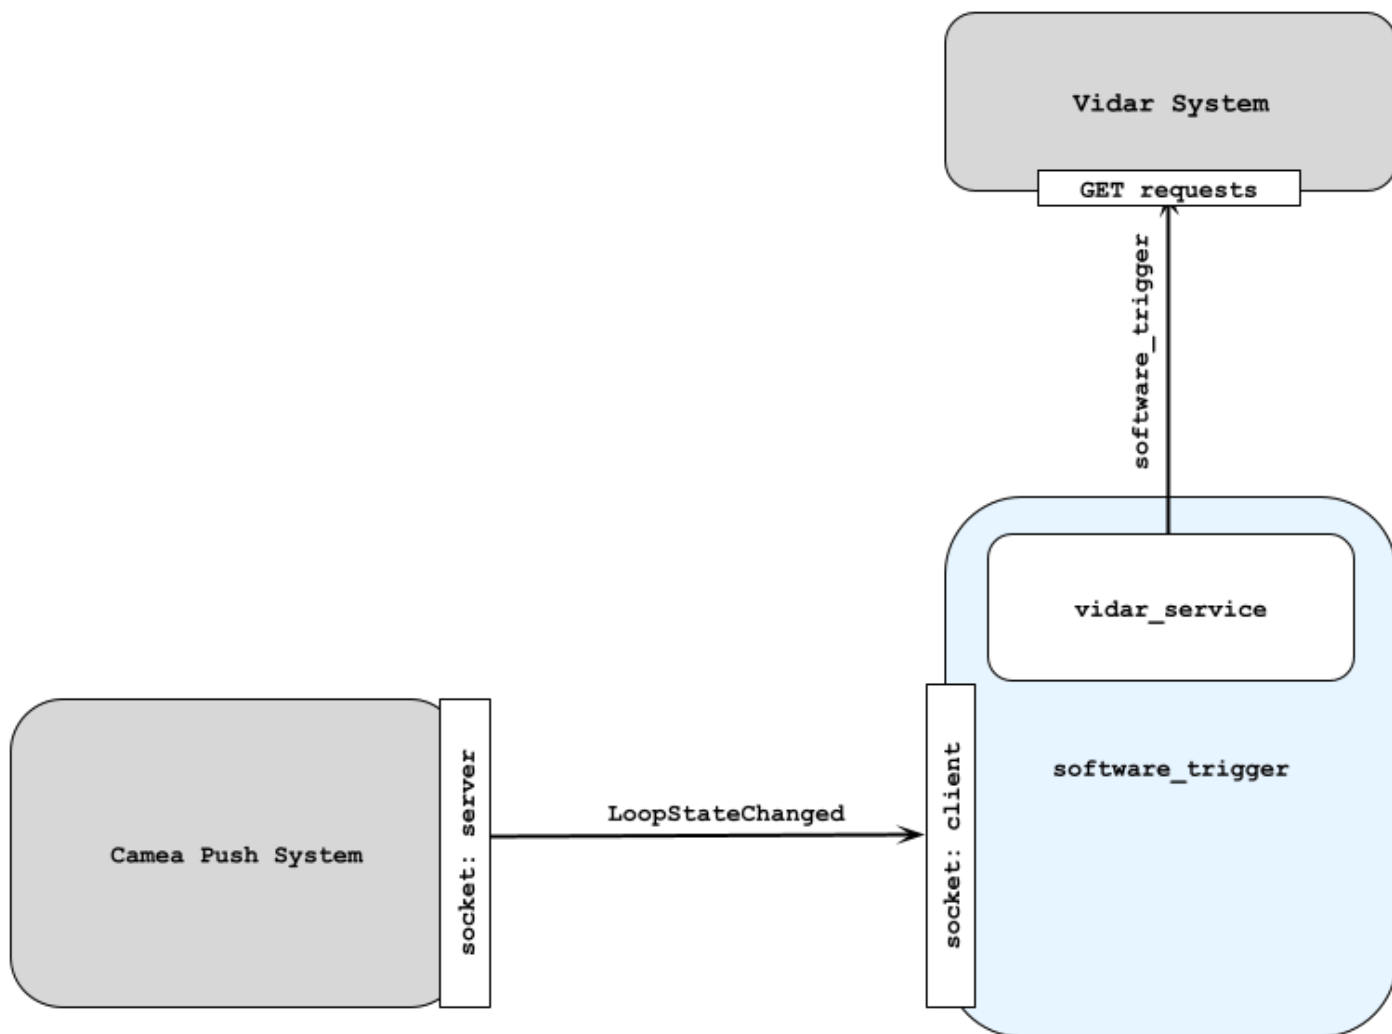 Vidar System
GET requests
software_trigger
vidar_service
software_trigger
socket: client
LoopStateChanged
socket: server
Camea Push System